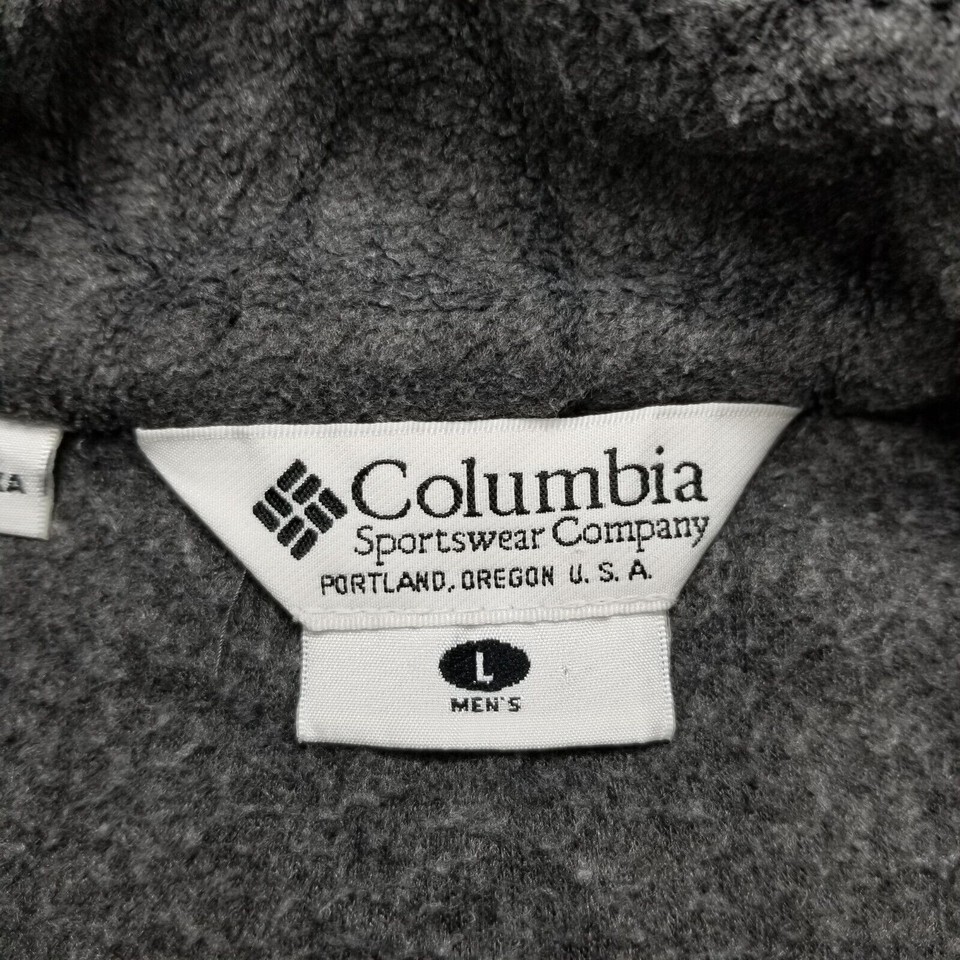 Columbia
Sportswear Company
PORTLAND, OREGON U. S. A.
L
MEN'S